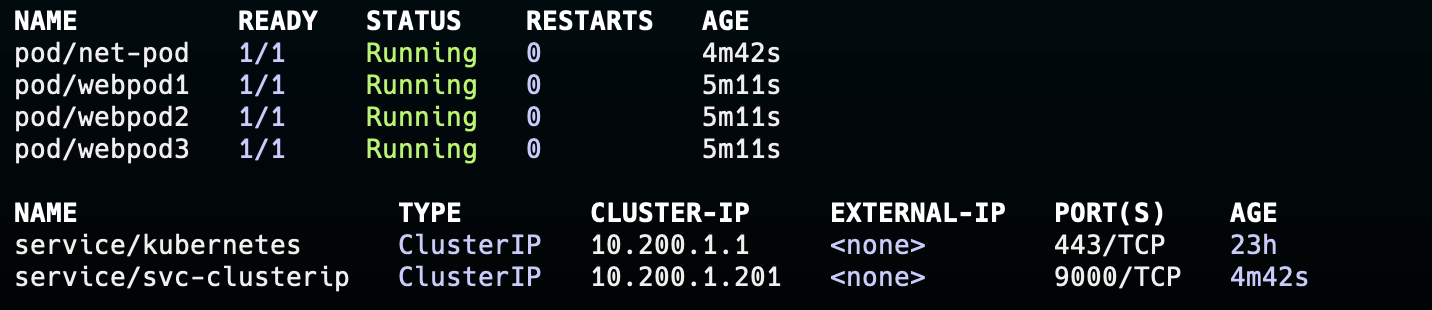 NAME READY STATUS RESTARTS AGE
pod/net-pod 1/1 Running 0 4m42s
pod/webpod1 1/1 Running 0 5m11s
pod/webpod2 1/1 Running 0 5m11s
pod/webpod3 1/1 Running 0 5m11s
NAME TYPE CLUSTER-IP EXTERNAL-IP PORT(S) AGE
service/kubernetes ClusterIP 10.200.1.1 <none> 443/TCP 23h
service/svc-clusterip ClusterIP 10.200.1.201 <none> 9000/TCP 4m42s